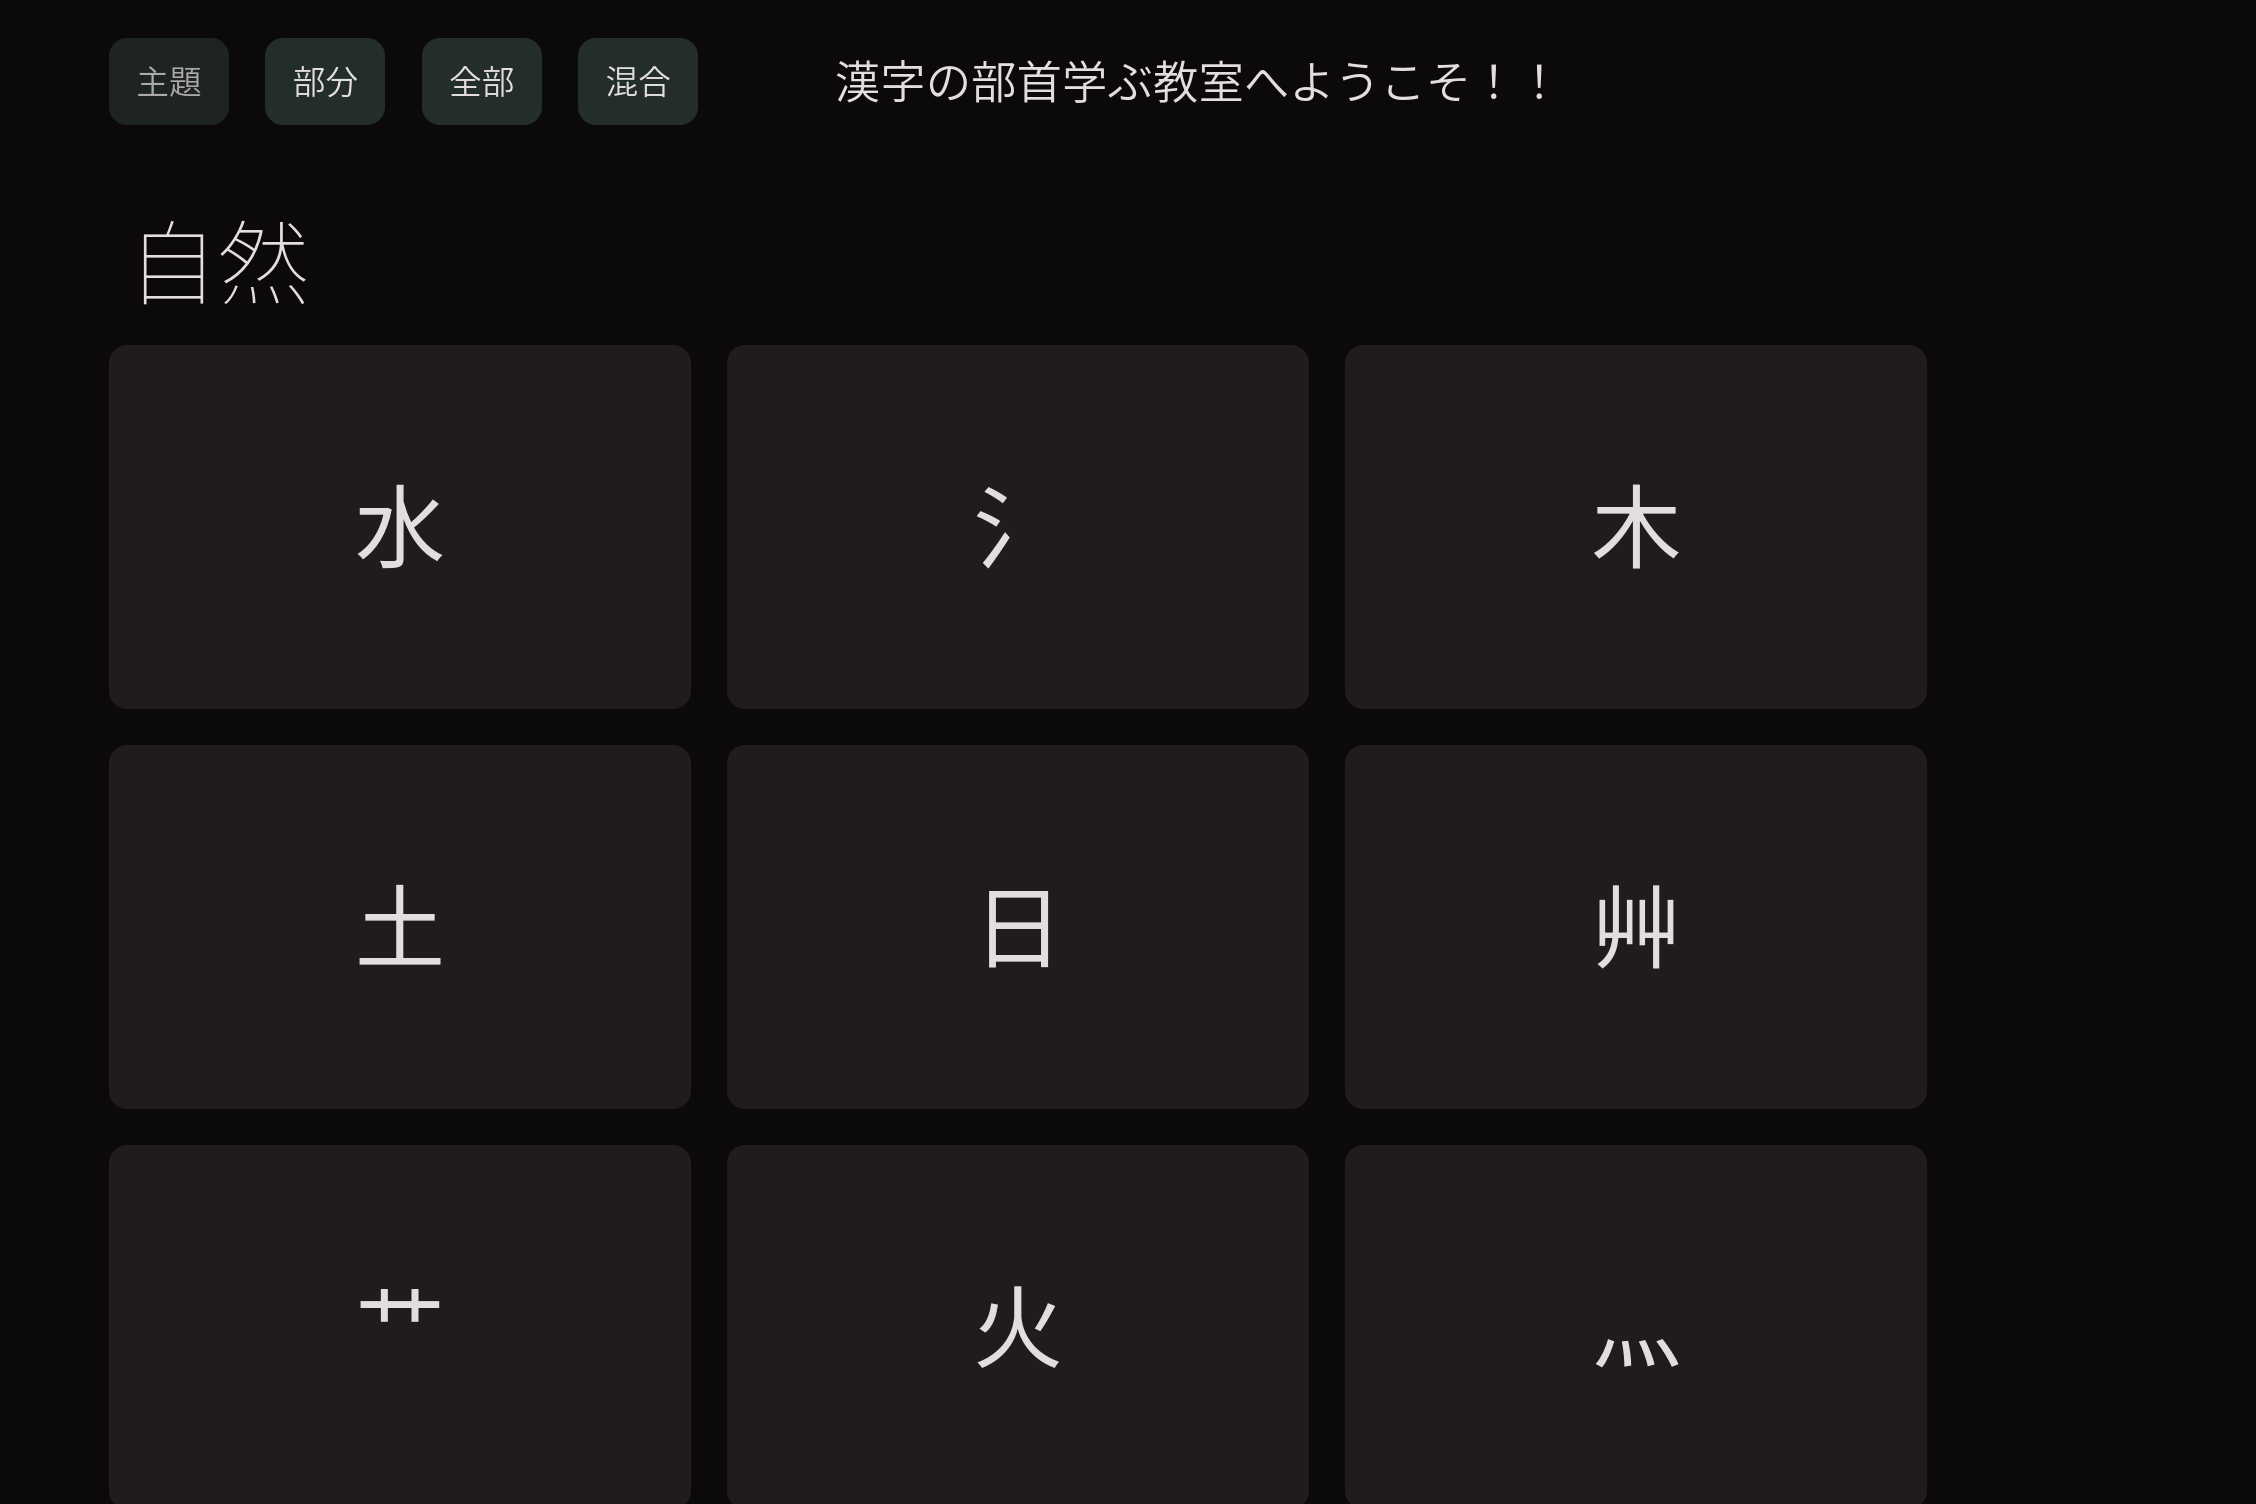 主題 部分 全部 混合 漢字の部首学ぶ教室へようこそ！！
自然
水 氵 木
土 日 艸
艹 火 灬